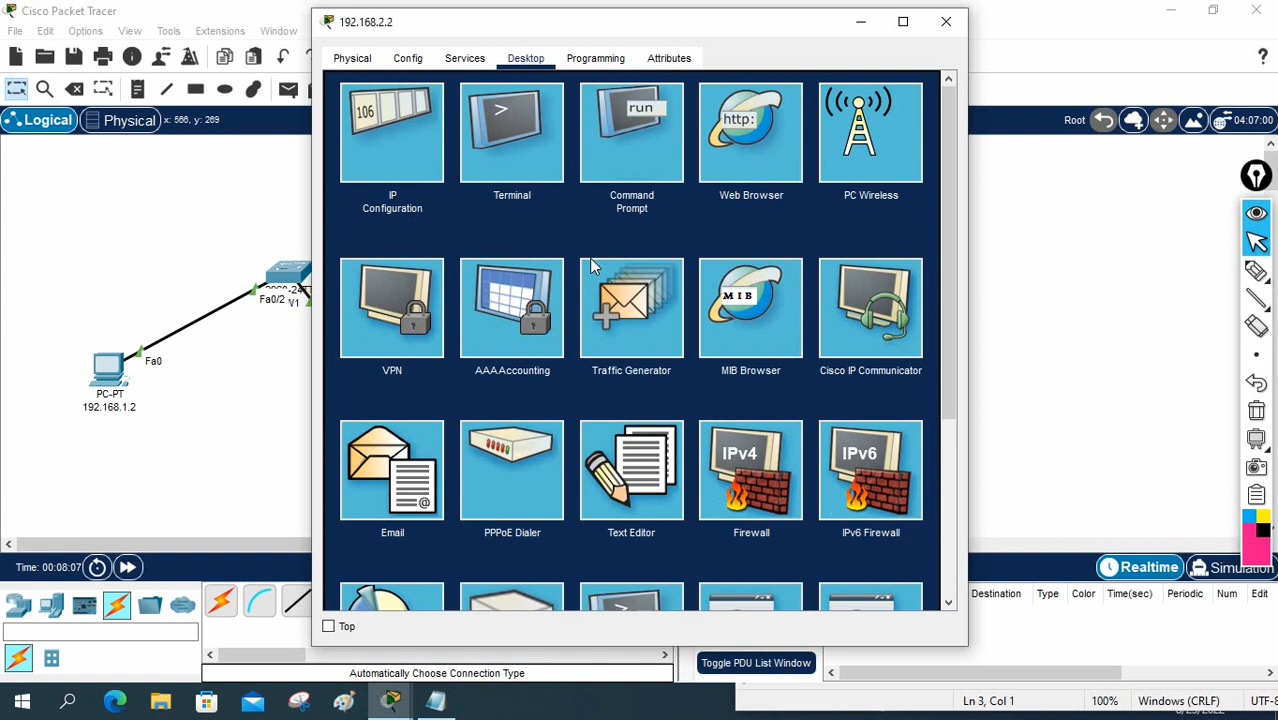 Cisco Packet Tracer
File Edit Options View Tools Extensions Window
Logical Physical x: 566, y: 269
Root 04:07:00
192.168.2.2
Physical Config Services Desktop Programming Attributes
106
>
run
http:
IP
Configuration
Terminal
Command
Prompt
Web Browser
PC Wireless
MIB
VPN
AAA Accounting
Traffic Generator
MIB Browser
Cisco IP Communicator
@
IPv4
IPv6
Email
PPPoE Dialer
Text Editor
Firewall
IPv6 Firewall
>
Top
Fa0/2
V1
Fa0
PC-PT
192.168.1.2
Time: 00:08:07
Realtime Simulation
Destination Type Color Time(sec) Periodic Num Edit
Automatically Choose Connection Type
Toggle PDU List Window
Ln 3, Col 1 100% Windows (CRLF) UTF-8